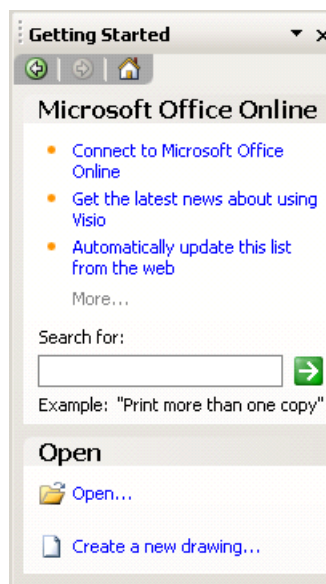 Getting Started
Microsoft Office Online
Connect to Microsoft Office
Online
Get the latest news about using
Visio
Automatically update this list
from the web
More...
Search for:
Example: "Print more than one copy"
Open
Open...
Create a new drawing...